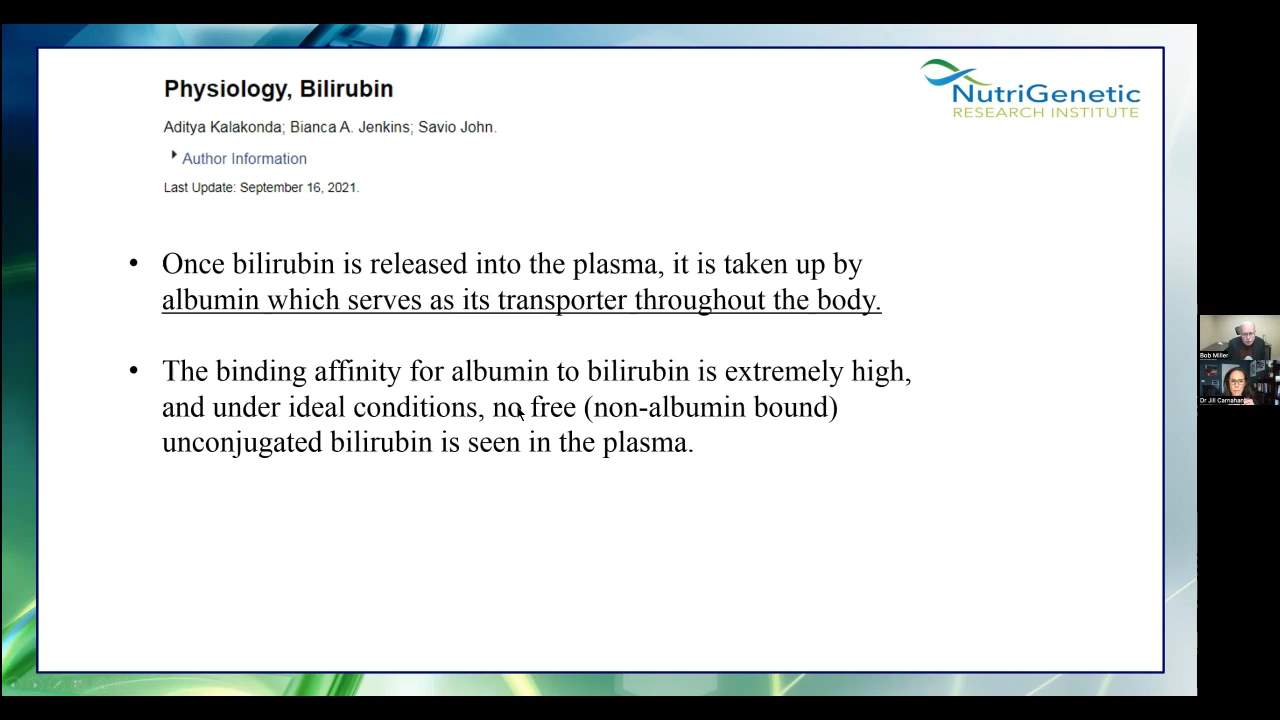 Physiology, Bilirubin
Aditya Kalakonda; Bianca A. Jenkins; Savio John.
Author Information
Last Update: September 16, 2021.
NutriGenetic
RESEARCH INSTITUTE
• Once bilirubin is released into the plasma, it is taken up by
albumin which serves as its transporter throughout the body.
• The binding affinity for albumin to bilirubin is extremely high,
and under ideal conditions, no free (non-albumin bound)
unconjugated bilirubin is seen in the plasma.
Bob Miller
Dr Jill Carnahan